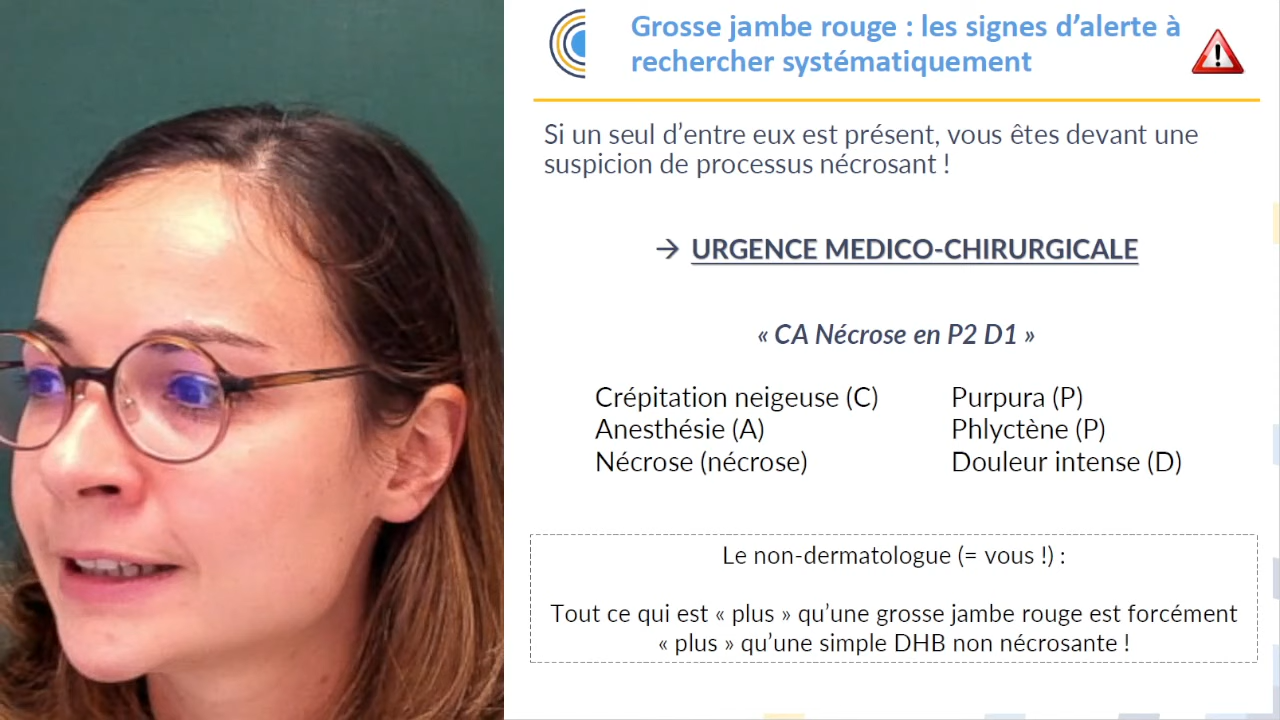 Grosse jambe rouge : les signes d’alerte à
rechercher systématiquement
Si un seul d’entre eux est présent, vous êtes devant une
suspicion de processus nécrosant !
→ URGENCE MEDICO-CHIRURGICALE
« CA Nécrose en P2 D1 »
Crépitation neigeuse (C)
Anesthésie (A)
Nécrose (nécrose)
Purpura (P)
Phlyctène (P)
Douleur intense (D)
Le non-dermatologue (= vous !) :
Tout ce qui est « plus » qu’une grosse jambe rouge est forcément
« plus » qu’une simple DHB non nécrosante !